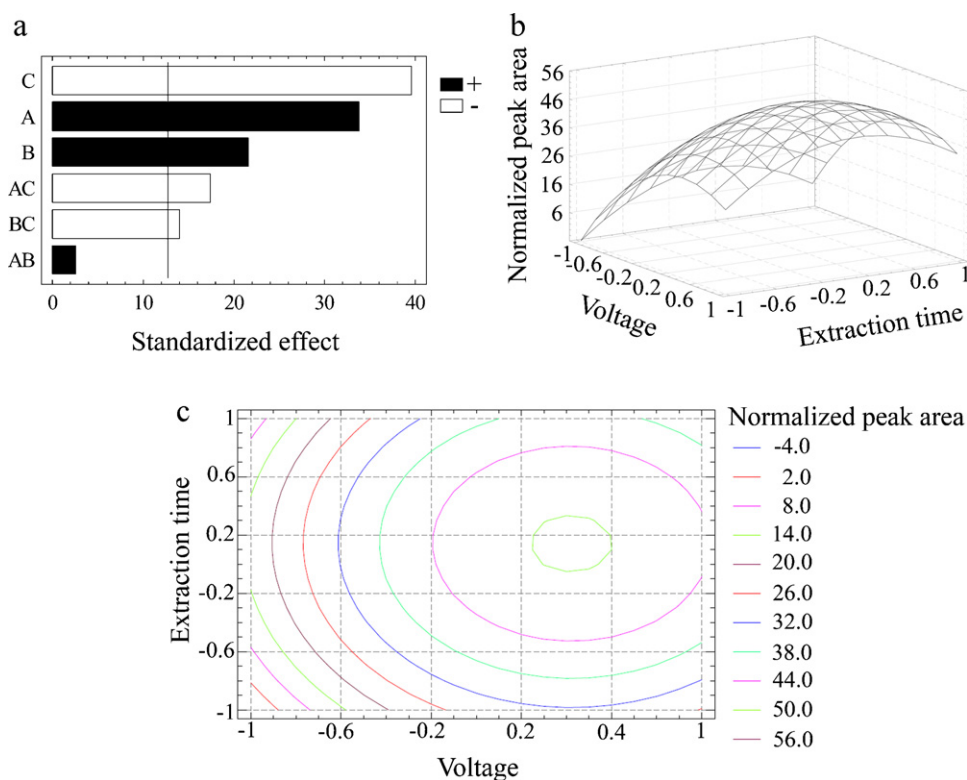 a
C
A
B
AC
BC
AB
0 10 20 30 40
Standardized effect
+
-
b
Normalized peak area
56
46
36
26
16
6
-1 -0.6 -0.2 0.2 0.6 1
Voltage
-1 -0.6 -0.2 0.2 0.6 1
Extraction time
c
Extraction time
1
0.6
0.2
-0.2
-0.6
-1
-1 -0.6 -0.2 0.2 0.4 1
Voltage
Normalized peak area
-4.0
2.0
8.0
14.0
20.0
26.0
32.0
38.0
44.0
50.0
56.0